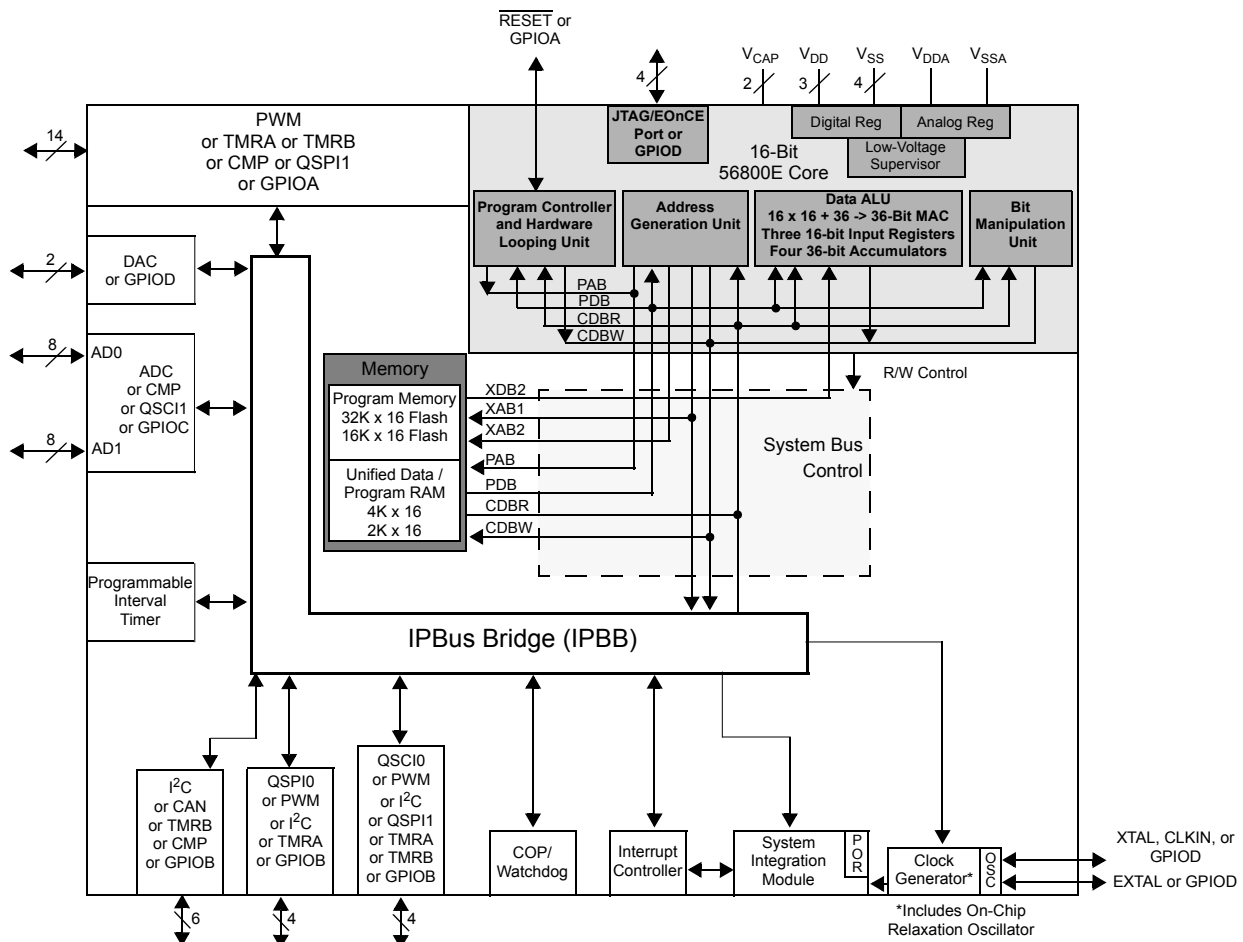 RESET or
GPIOA
4
VCAP
VDD
VSS
VDDA
VSSA
2
3
4
14
PWM
or TMRA or TMRB
or CMP or QSPI1
or GPIOA
JTAG/EOnCE
Port or
GPIOD
Digital Reg
Analog Reg
Low-Voltage
Supervisor
16-Bit
56800E Core
Program Controller
and Hardware
Looping Unit
Address
Generation Unit
Data ALU
16 x 16 + 36 -> 36-Bit MAC
Three 16-bit Input Registers
Four 36-bit Accumulators
Bit
Manipulation
Unit
2
DAC
or GPIOD
PAB
PDB
CDBR
CDBW
8
AD0
ADC
or CMP
or QSCI1
or GPIOC
8
AD1
R/W Control
Memory
Program Memory
32K x 16 Flash
16K x 16 Flash
Unified Data /
Program RAM
4K x 16
2K x 16
XDB2
XAB1
XAB2
PAB
PDB
CDBR
CDBW
System Bus
Control
Programmable
Interval
Timer
IPBus Bridge (IPBB)
I2C
or CAN
or TMRB
or CMP
or GPIOB
QSPI0
or PWM
or I2C
or TMRA
or GPIOB
QSCI0
or PWM
or I2C
or QSPI1
or TMRA
or TMRB
or GPIOB
COP/
Watchdog
Interrupt
Controller
System
Integration
Module
POR
Clock
Generator*
OSC
XTAL, CLKIN, or
GPIOD
EXTAL or GPIOD
*Includes On-Chip
Relaxation Oscillator
6
4
4